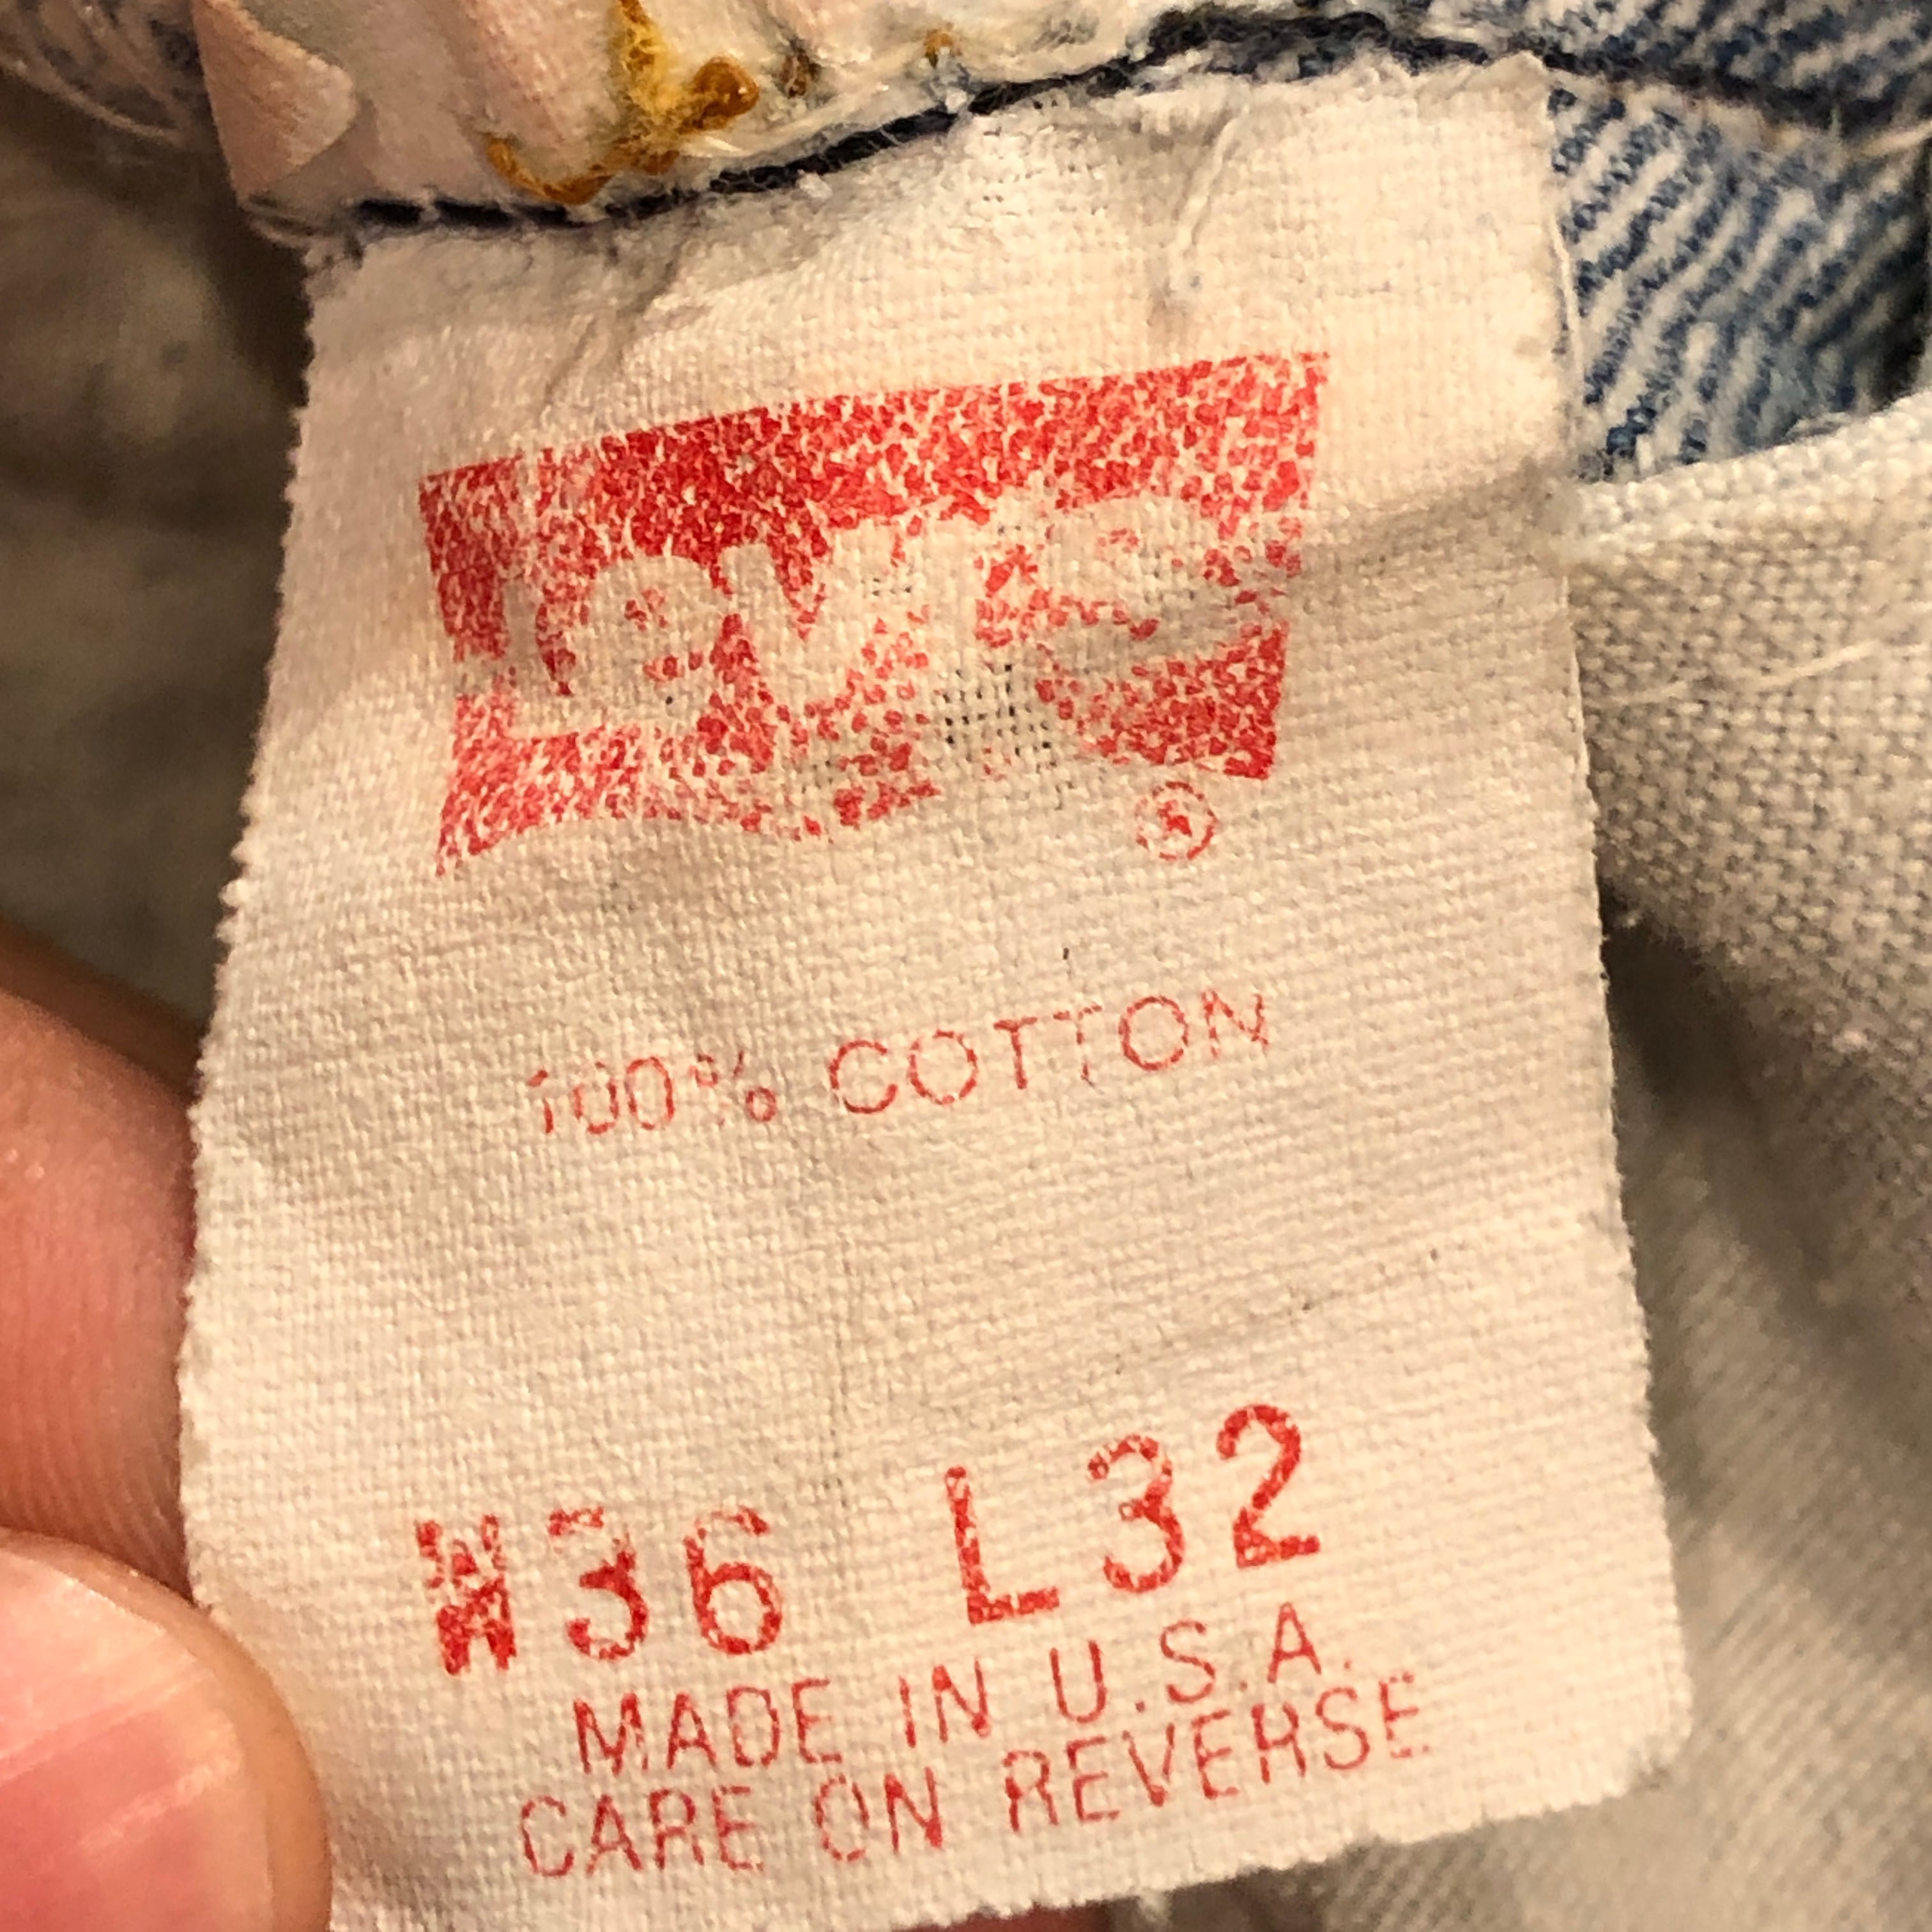 Levi's
®
100% COTTON
W36 L32
MADE IN U.S.A.
CARE ON REVERSE